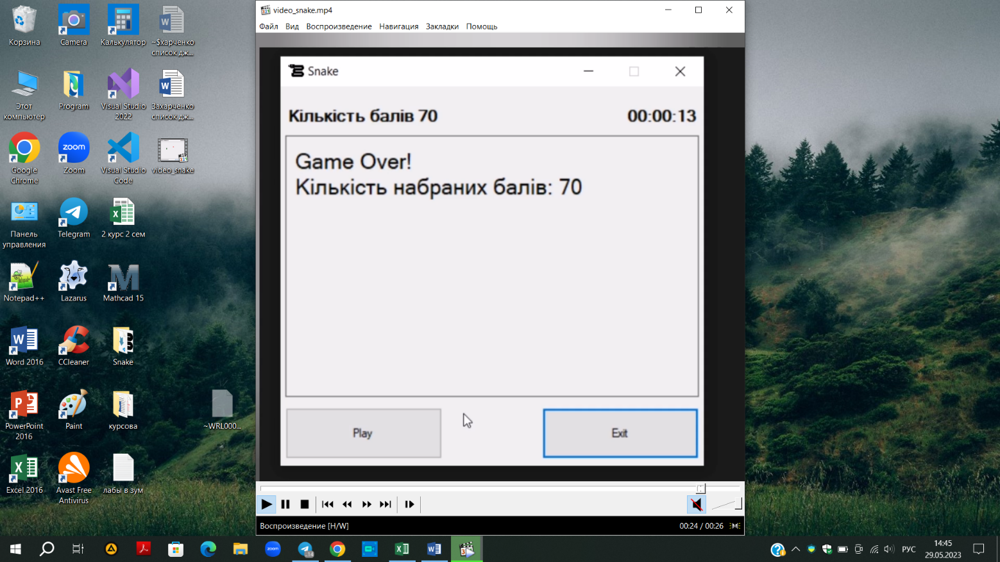 Корзина
Camera
Калькулятор
~$харченко
список дж...
Этот
компьютер
Program
Visual Studio
2022
Захарченко
список дж...
Google
Chrome
zoom
Zoom
Visual Studio
Code
video_snake
Панель
управления
Telegram
2 курс 2 сем
Notepad++
Lazarus
Mathcad 15
Word 2016
CCleaner
Snake
PowerPoint
2016
Paint
курсова
~WRL000...
Excel 2016
Avast Free
Antivirus
лабы в зум
video_snake.mp4
Файл Вид Воспроизведение Навигация Закладки Помощь
Snake
Кількість балів 70 00:00:13
Game Over!
Кількість набраних балів: 70
Play Exit
Воспроизведение [H/W] 00:24 / 00:26
zoom
14
РУС
14:45
29.05.2023